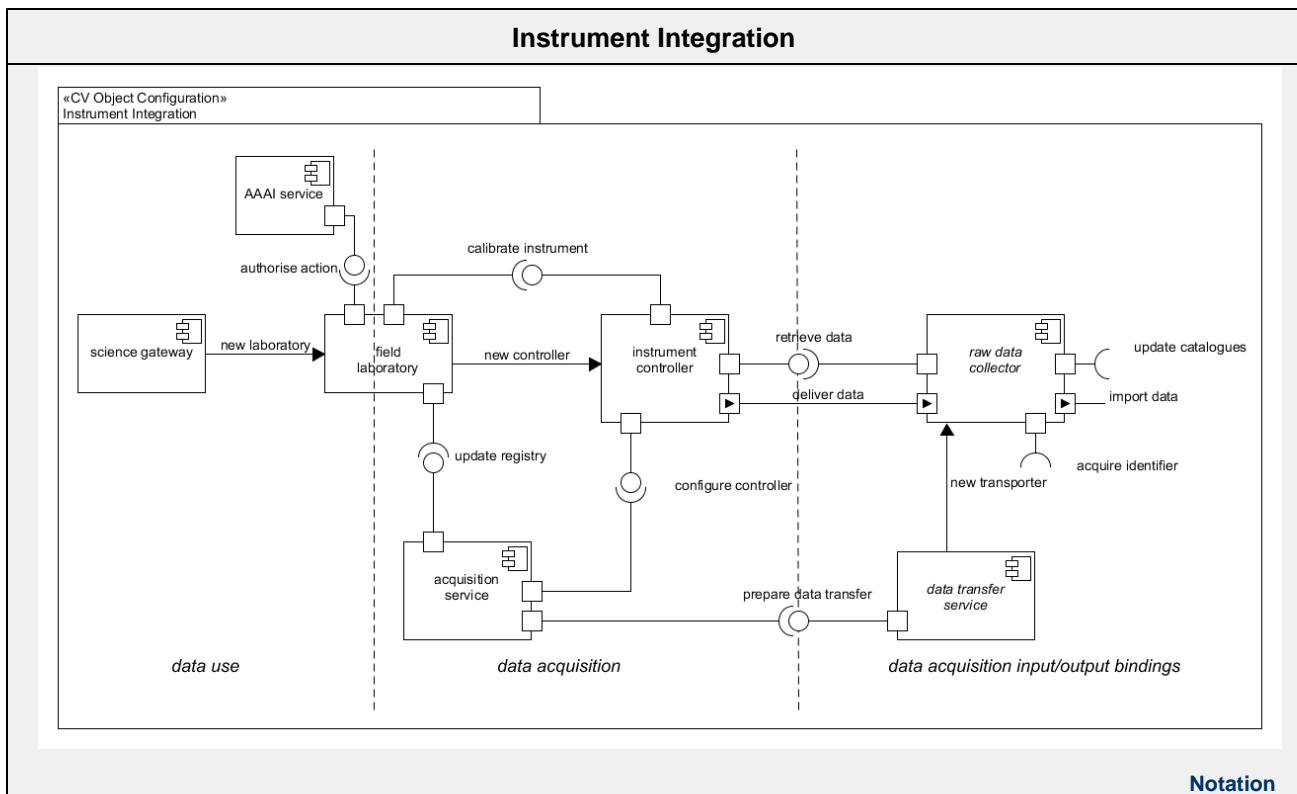 Instrument Integration
«CV Object Configuration»
Instrument Integration
AAAI service
authorise action
calibrate instrument
science gateway
new laboratory
field
laboratory
new controller
instrument
controller
retrieve data
raw data
collector
update catalogues
deliver data
import data
update registry
configure controller
acquire identifier
new transporter
acquisition
service
prepare data transfer
data transfer
service
data use
data acquisition
data acquisition input/output bindings
Notation